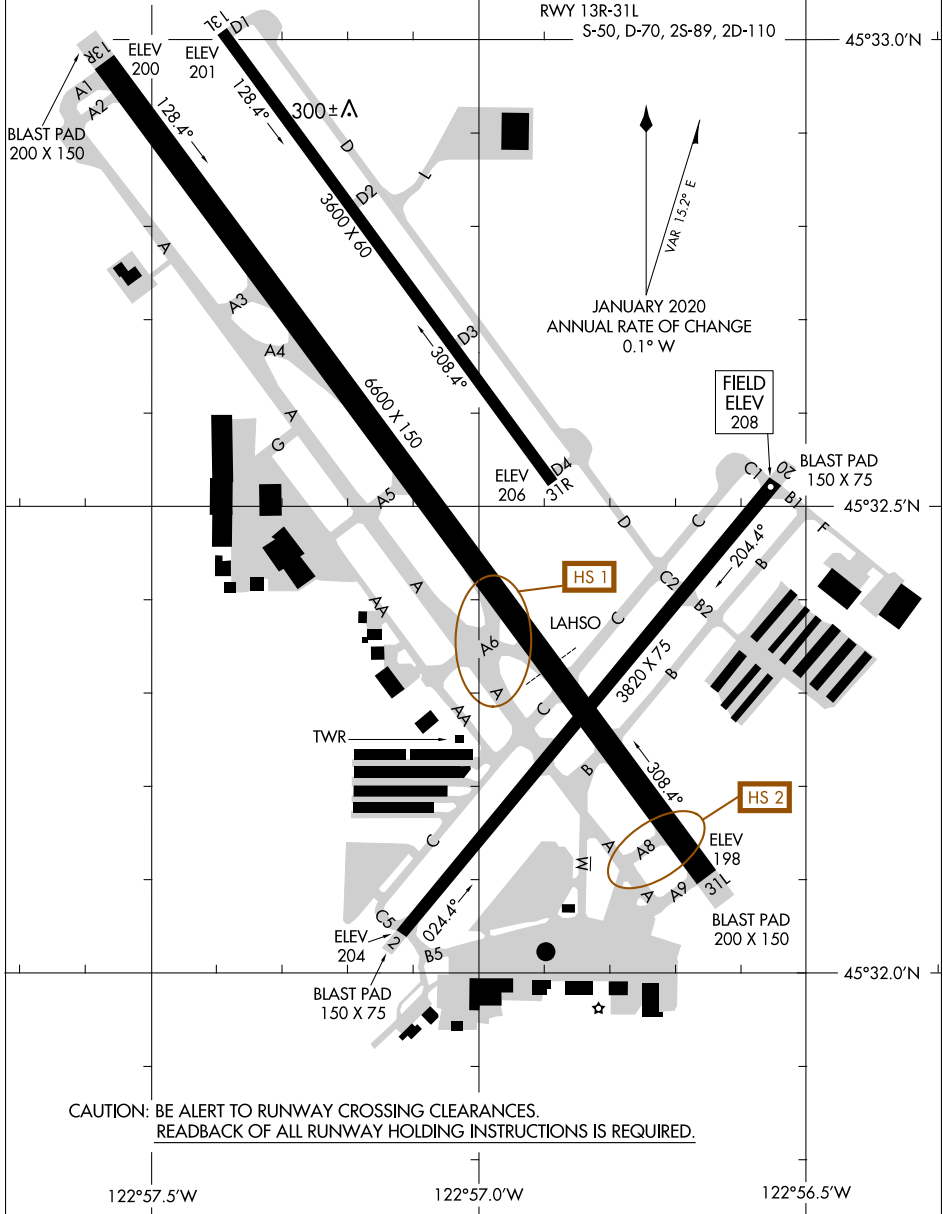 RWY 13R-31L
S-50, D-70, 2S-89, 2D-110
45°33.0'N
13R
ELEV
200
13L
D1
ELEV
201
A1
A2
BLAST PAD
200 X 150
128.4°
128.4°
300±
D
L
D2
3600 X 60
VAR 15.2° E
A
A3
JANUARY 2020
ANNUAL RATE OF CHANGE
0.1° W
D3
308.4°
A4
6600 X 150
FIELD
ELEV
208
A
G
ELEV
206
D4
31R
C1
20
BLAST PAD
150 X 75
A5
B1
45°32.5'N
D
C
F
204.4°
B
HS 1
A
C2
AA
B2
LAHSO
C
A6
3820 X 75
B
A
C
AA
TWR
B
308.4°
HS 2
C
A
A8
ELEV
198
W
A
A9
31L
C5
024.4°
BLAST PAD
200 X 150
2
ELEV
204
B5
45°32.0'N
BLAST PAD
150 X 75
CAUTION: BE ALERT TO RUNWAY CROSSING CLEARANCES.
READBACK OF ALL RUNWAY HOLDING INSTRUCTIONS IS REQUIRED.
122°57.5'W
122°57.0'W
122°56.5'W